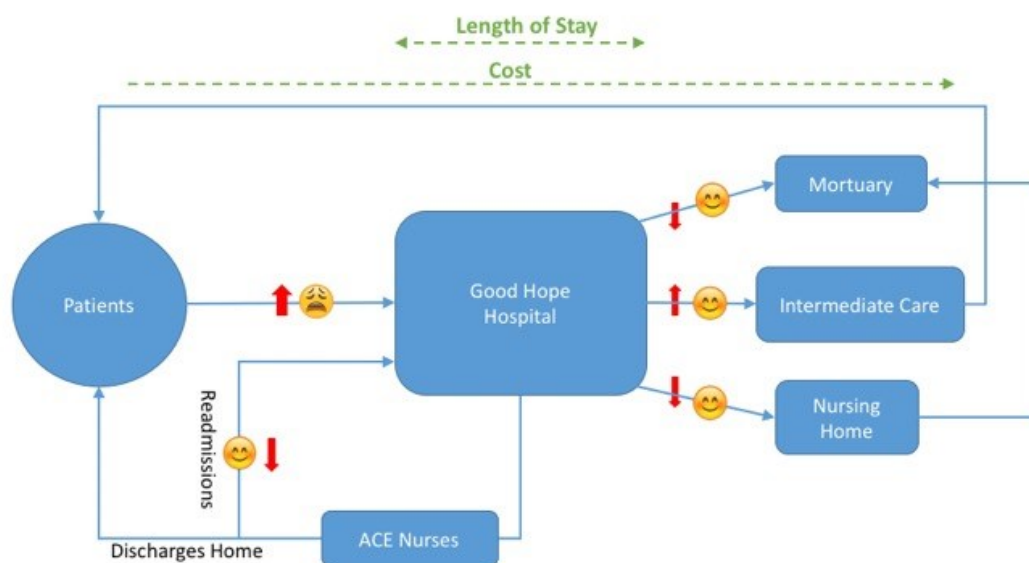 Length of Stay
Cost
Mortuary
Patients
Good Hope
Hospital
Intermediate Care
Nursing
Home
Readmissions
ACE Nurses
Discharges Home